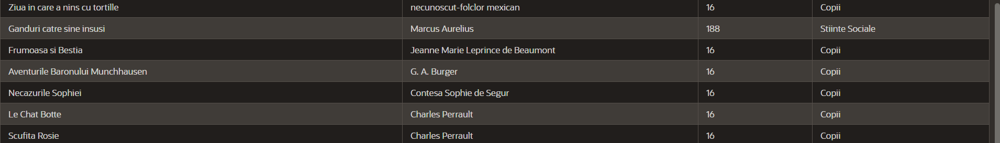 Ziua in care a nins cu tortille necunoscut-folclor mexican 16 Copii
Ganduri catre sine insusi Marcus Aurelius 188 Stiinte Sociale
Frumoasa si Bestia Jeanne Marie Leprince de Beaumont 16 Copii
Aventurile Baronului Munchhausen G. A. Burger 16 Copii
Necazurile Sophiei Contesa Sophie de Segur 16 Copii
Le Chat Botte Charles Perrault 16 Copii
Scufita Rosie Charles Perrault 16 Copii